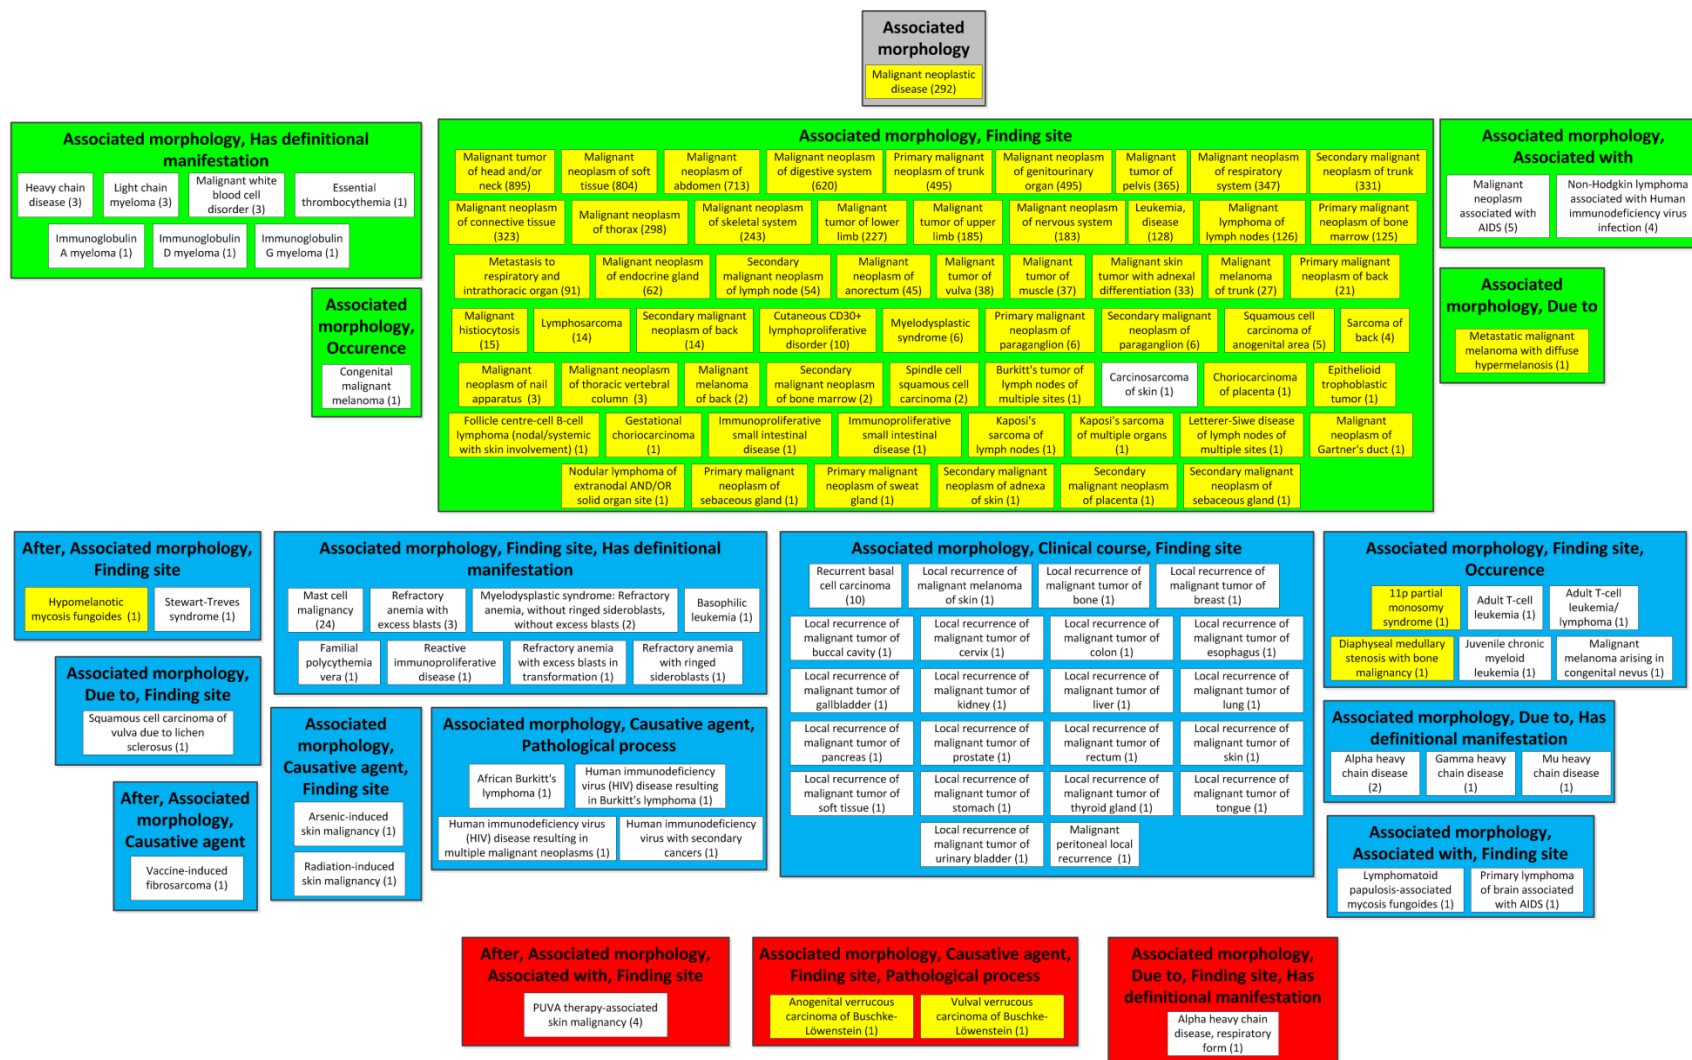 Associated
morphology
Malignant neoplastic
disease (292)
Associated morphology, Has definitional
manifestation
Heavy chain
disease (3)
Light chain
myeloma (3)
Malignant white
blood cell
disorder (3)
Essential
thrombocythemia (1)
Immunoglobulin
A myeloma (1)
Immunoglobulin
D myeloma (1)
Immunoglobulin
G myeloma (1)
Associated
morphology,
Occurence
Congenital
malignant
melanoma (1)
Associated morphology, Finding site
Malignant tumor
of head and/or
neck (895)
Malignant
neoplasm of soft
tissue (804)
Malignant
neoplasm of
abdomen (713)
Malignant neoplasm
of digestive system
(620)
Primary malignant
neoplasm of trunk
(495)
Malignant neoplasm
of genitourinary
organ (495)
Malignant
tumor of
pelvis (365)
Malignant neoplasm
of respiratory
system (347)
Secondary malignant
neoplasm of trunk
(331)
Malignant neoplasm
of connective tissue
(323)
Malignant neoplasm
of thorax (298)
Malignant neoplasm
of skeletal system
(243)
Malignant
tumor of lower
limb (227)
Malignant
tumor of upper
limb (185)
Malignant neoplasm
of nervous system
(183)
Leukemia,
disease
(128)
Malignant
lymphoma of
lymph nodes (126)
Primary malignant
neoplasm of bone
marrow (125)
Metastasis to
respiratory and
intrathoracic organ (91)
Malignant neoplasm
of endocrine gland
(62)
Secondary
malignant neoplasm
of lymph node (54)
Malignant
neoplasm of
anorectum (45)
Malignant
tumor of
vulva (38)
Malignant
tumor of
muscle (37)
Malignant skin
tumor with adnexal
differentiation (33)
Malignant
melanoma
of trunk (27)
Primary malignant
neoplasm of back
(21)
Malignant
histiocytosis
(15)
Lymphosarcoma
(14)
Secondary malignant
neoplasm of back
(14)
Cutaneous CD30+
lymphoproliferative
disorder (10)
Myelodysplastic
syndrome (6)
Primary malignant
neoplasm of
paraganglion (6)
Secondary malignant
neoplasm of
paraganglion (6)
Squamous cell
carcinoma of
anogenital area (5)
Sarcoma of
back (4)
Malignant
neoplasm of nail
apparatus (3)
Malignant neoplasm
of thoracic vertebral
column (3)
Malignant
melanoma
of back (2)
Secondary
malignant neoplasm
of bone marrow (2)
Spindle cell
squamous cell
carcinoma (2)
Burkitt's tumor of
lymph nodes of
multiple sites (1)
Carcinosarcoma
of skin (1)
Choriocarcinoma
of placenta (1)
Epithelioid
trophoblastic
tumor (1)
Follicle centre-cell B-cell
lymphoma (nodal/systemic
with skin involvement) (1)
Gestational
choriocarcinoma
(1)
Immunoproliferative
small intestinal
disease (1)
Immunoproliferative
small intestinal
disease (1)
Kaposi's
sarcoma of
lymph nodes (1)
Kaposi's sarcoma
of multiple organs
(1)
Letterer-Siwe disease
of lymph nodes of
multiple sites (1)
Malignant
neoplasm of
Gartner's duct (1)
Nodular lymphoma of
extranodal AND/OR
solid organ site (1)
Primary malignant
neoplasm of
sebaceous gland (1)
Primary malignant
neoplasm of sweat
gland (1)
Secondary malignant
neoplasm of adnexa
of skin (1)
Secondary
malignant neoplasm
of placenta (1)
Secondary malignant
neoplasm of
sebaceous gland (1)
Associated morphology,
Associated with
Malignant
neoplasm
associated with
AIDS (5)
Non-Hodgkin lymphoma
associated with Human
immunodeficiency virus
infection (4)
Associated
morphology, Due to
Metastatic malignant
melanoma with diffuse
hypermelanosis (1)
After, Associated morphology,
Finding site
Hypomelanotic
mycosis fungoides (1)
Stewart-Treves
syndrome (1)
Associated morphology,
Due to, Finding site
Squamous cell carcinoma of
vulva due to lichen
sclerosus (1)
After, Associated
morphology,
Causative agent
Vaccine-induced
fibrosarcoma (1)
Associated morphology, Finding site, Has definitional
manifestation
Mast cell
malignancy
(24)
Refractory
anemia with
excess blasts (3)
Myelodysplastic syndrome: Refractory
anemia, without ringed sideroblasts,
without excess blasts (2)
Basophilic
leukemia (1)
Familial
polycythemia
vera (1)
Reactive
immunoproliferative
disease (1)
Refractory anemia
with excess blasts in
transformation (1)
Refractory anemia
with ringed
sideroblasts (1)
Associated
morphology,
Causative agent,
Finding site
Arsenic-induced
skin malignancy (1)
Radiation-induced
skin malignancy (1)
Associated morphology, Causative agent,
Pathological process
African Burkitt's
lymphoma (1)
Human immunodeficiency
virus (HIV) disease resulting
in Burkitt's lymphoma (1)
Human immunodeficiency virus
(HIV) disease resulting in
multiple malignant neoplasms (1)
Human immunodeficiency
virus with secondary
cancers (1)
Associated morphology, Clinical course, Finding site
Recurrent basal
cell carcinoma
(10)
Local recurrence of
malignant melanoma
of skin (1)
Local recurrence of
malignant tumor of
bone (1)
Local recurrence of
malignant tumor of
breast (1)
Local recurrence of
malignant tumor of
buccal cavity (1)
Local recurrence of
malignant tumor of
cervix (1)
Local recurrence of
malignant tumor of
colon (1)
Local recurrence of
malignant tumor of
esophagus (1)
Local recurrence of
malignant tumor of
gallbladder (1)
Local recurrence of
malignant tumor of
kidney (1)
Local recurrence of
malignant tumor of
liver (1)
Local recurrence of
malignant tumor of
lung (1)
Local recurrence of
malignant tumor of
pancreas (1)
Local recurrence of
malignant tumor of
prostate (1)
Local recurrence of
malignant tumor of
rectum (1)
Local recurrence of
malignant tumor of
skin (1)
Local recurrence of
malignant tumor of
soft tissue (1)
Local recurrence of
malignant tumor of
stomach (1)
Local recurrence of
malignant tumor of
thyroid gland (1)
Local recurrence of
malignant tumor of
tongue (1)
Local recurrence of
malignant tumor of
urinary bladder (1)
Malignant
peritoneal local
recurrence (1)
Associated morphology, Finding site,
Occurence
11p partial
monosomy
syndrome (1)
Adult T-cell
leukemia (1)
Adult T-cell
leukemia/
lymphoma (1)
Diaphyseal medullary
stenosis with bone
malignancy (1)
Juvenile chronic
myeloid
leukemia (1)
Malignant
melanoma arising in
congenital nevus (1)
Associated morphology, Due to, Has
definitional manifestation
Alpha heavy
chain disease
(2)
Gamma heavy
chain disease
(1)
Mu heavy
chain disease
(1)
Associated morphology,
Associated with, Finding site
Lymphomatoid
papulosis-associated
mycosis fungoides (1)
Primary lymphoma
of brain associated
with AIDS (1)
After, Associated morphology,
Associated with, Finding site
PUVA therapy-associated
skin malignancy (4)
Associated morphology, Causative agent,
Finding site, Pathological process
Anogenital verrucous
carcinoma of Buschke-
Löwenstein (1)
Vulval verrucous
carcinoma of Buschke-
Löwenstein (1)
Associated morphology,
Due to, Finding site, Has
definitional manifestation
Alpha heavy chain
disease, respiratory
form (1)